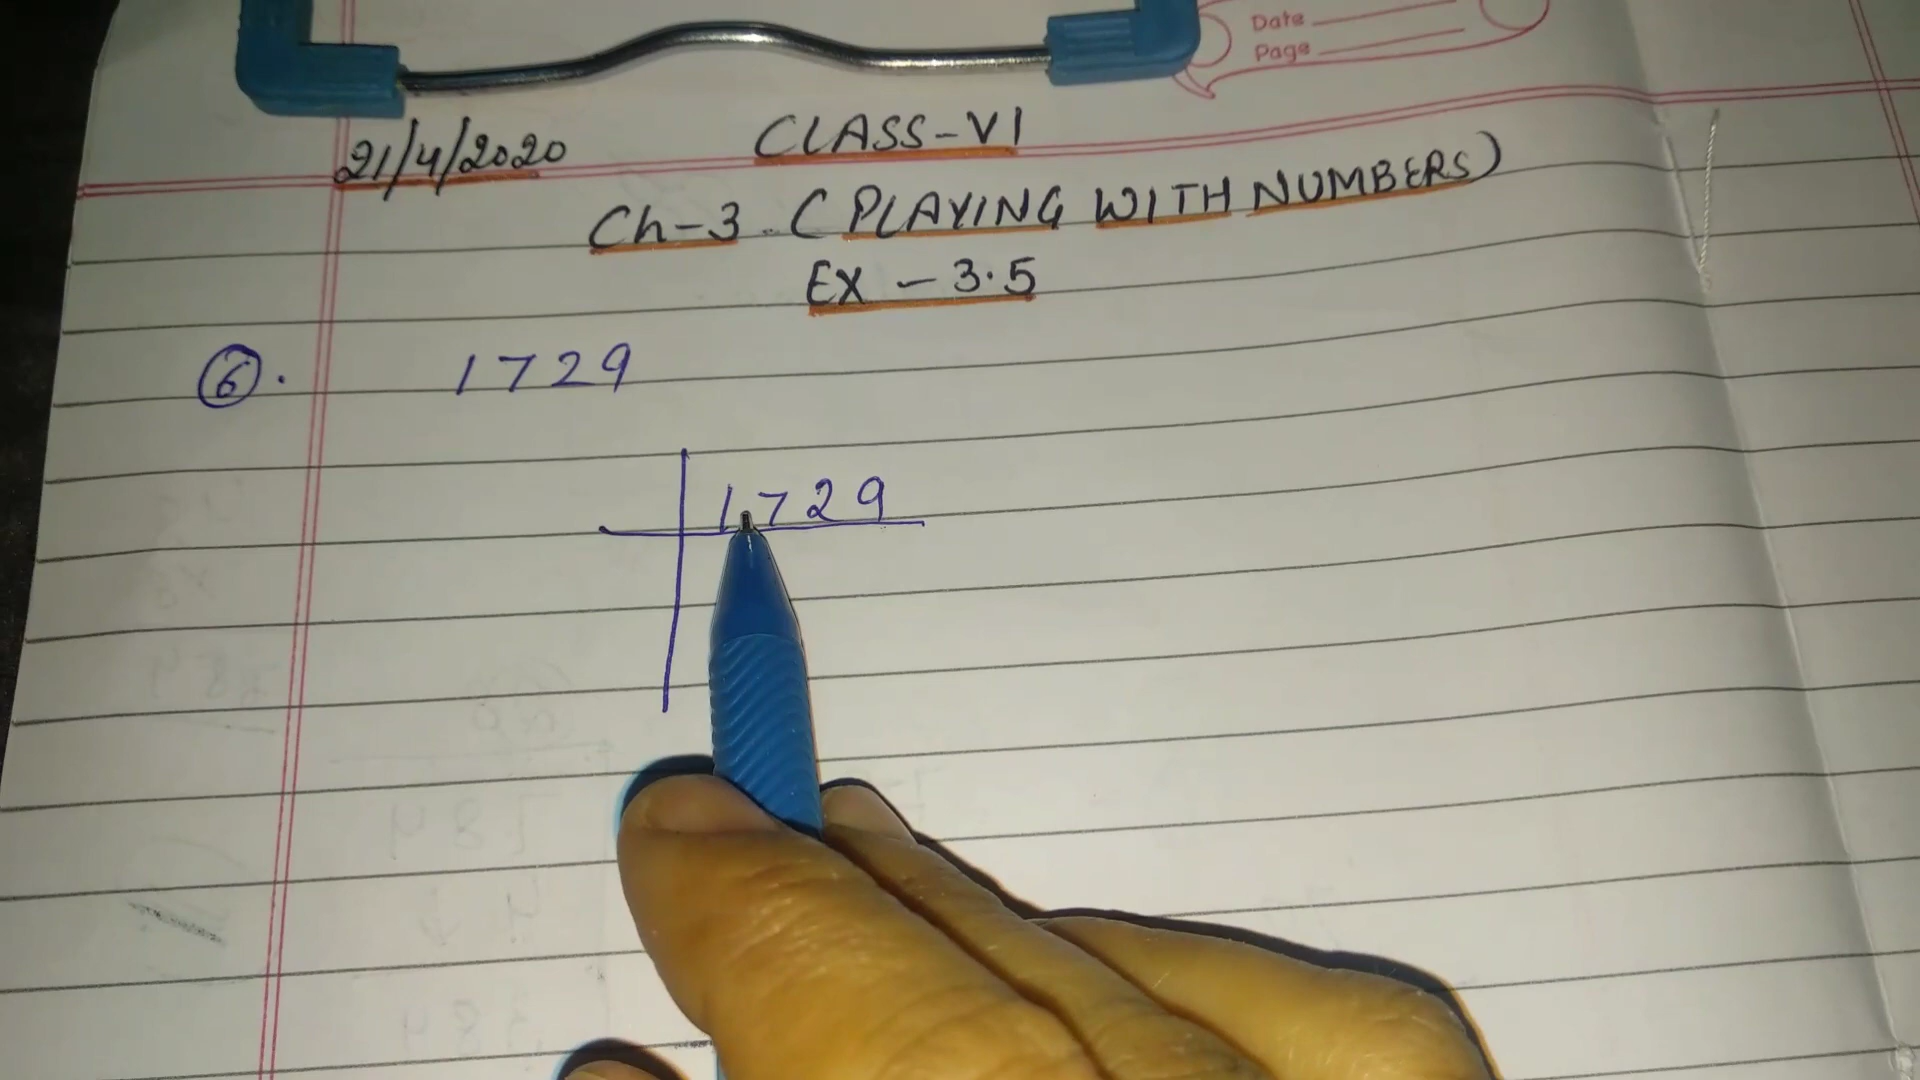 Date
Page
21/4/2020
CLASS-VI
Ch-3. (PLAYING WITH NUMBERS)
EX - 3.5
6. 1729
1729